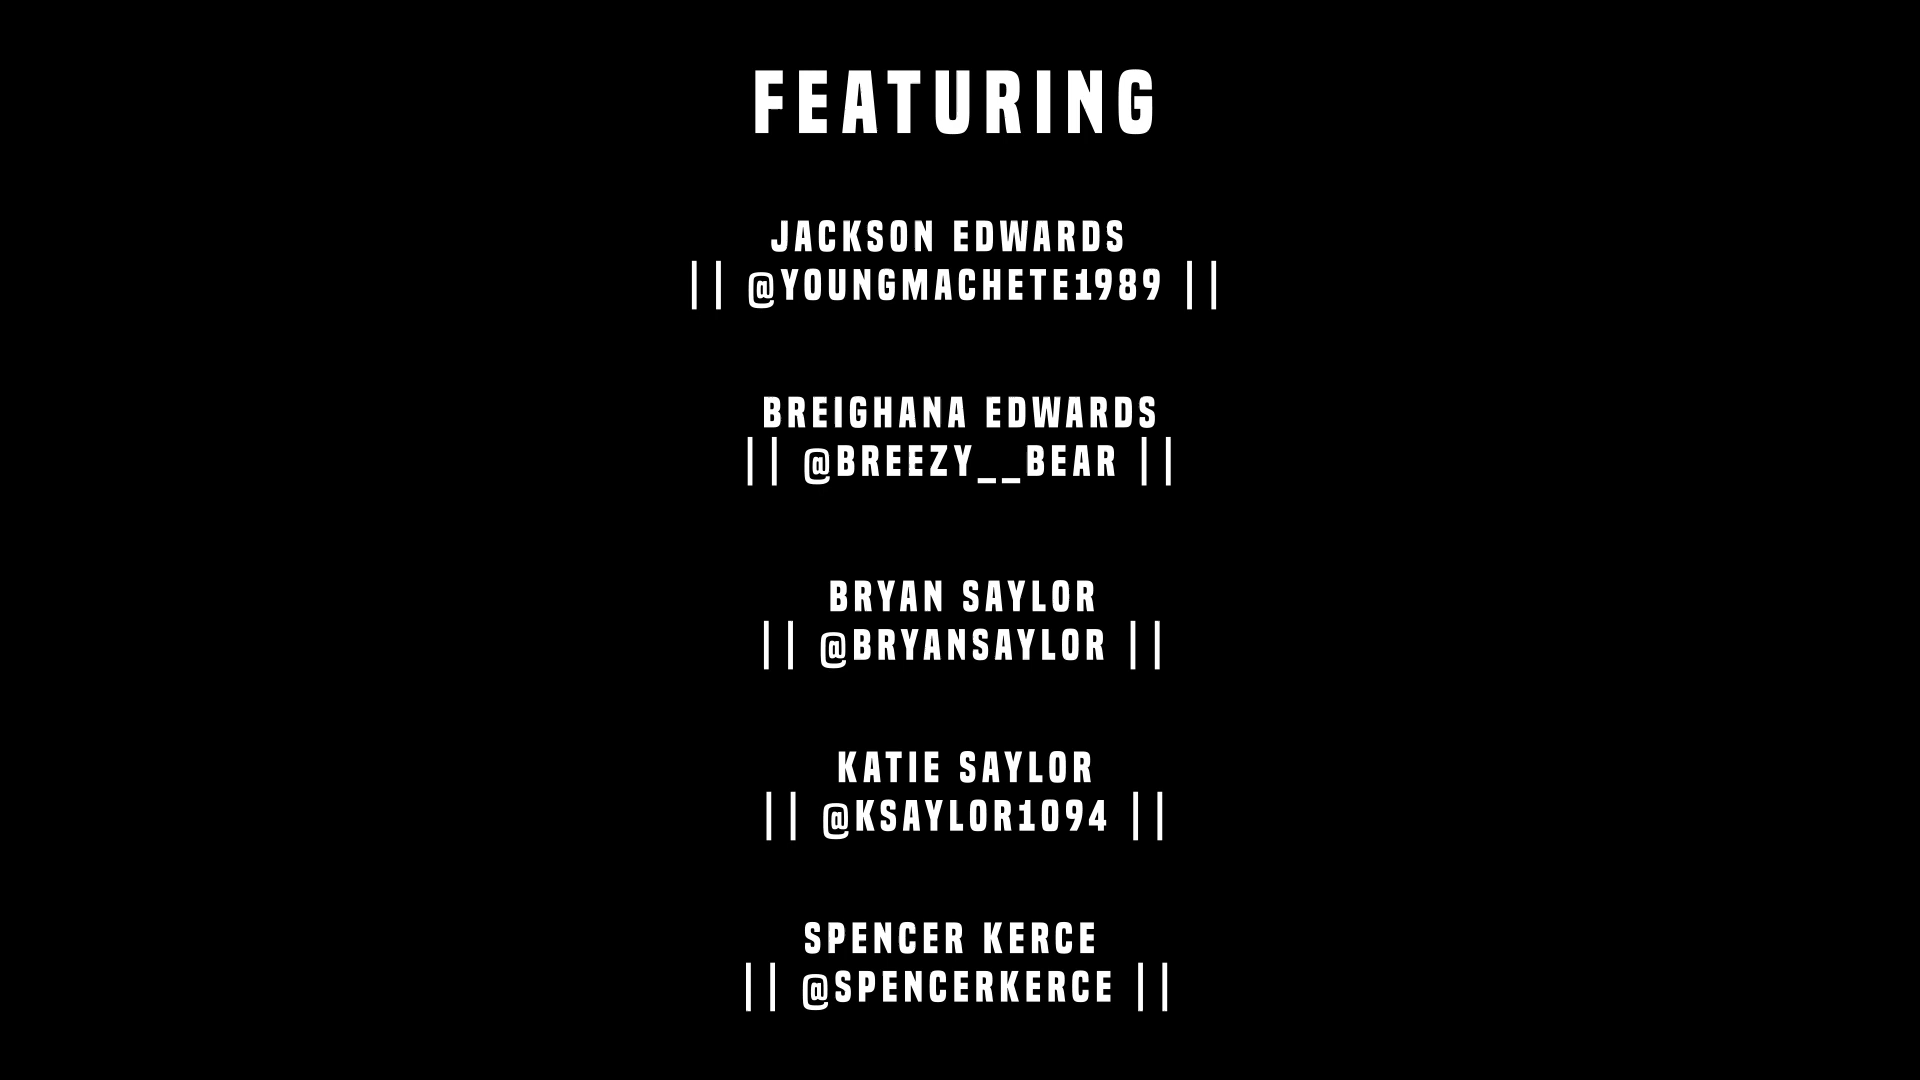 FEATURING
JACKSON EDWARDS
|| @YOUNGMACHETE1989 ||
BREIGHANA EDWARDS
|| @BREEZY__BEAR ||
BRYAN SAYLOR
|| @BRYANSAYLOR ||
KATIE SAYLOR
|| @KSAYLOR1094 ||
SPENCER KERCE
|| @SPENCERKERCE ||